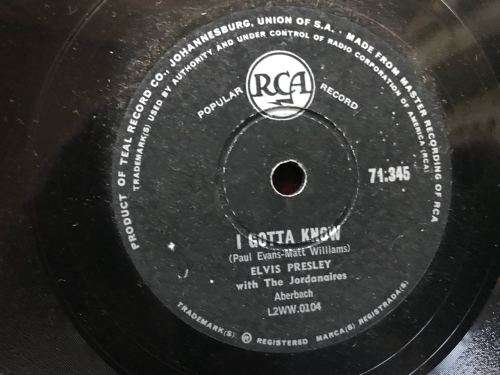 PRODUCT OF TEAL RECORD CO. JOHANNESBURG, UNION OF S.A. · MADE FROM MASTER RECORDING OF RCA
TRADEMARK(S) USED BY AUTHORITY AND UNDER CONTROL OF RADIO CORPORATION OF AMERICA (RCA)
RCA
POPULAR RECORD
71.345
I GOTTA KNOW
(Paul Evans-Matt Williams)
ELVIS PRESLEY
with The Jordanaires
Aberbach
L2WW.0104
TRADEMARK(S) ® REGISTERED MARCA(S) REGISTRADA(S)